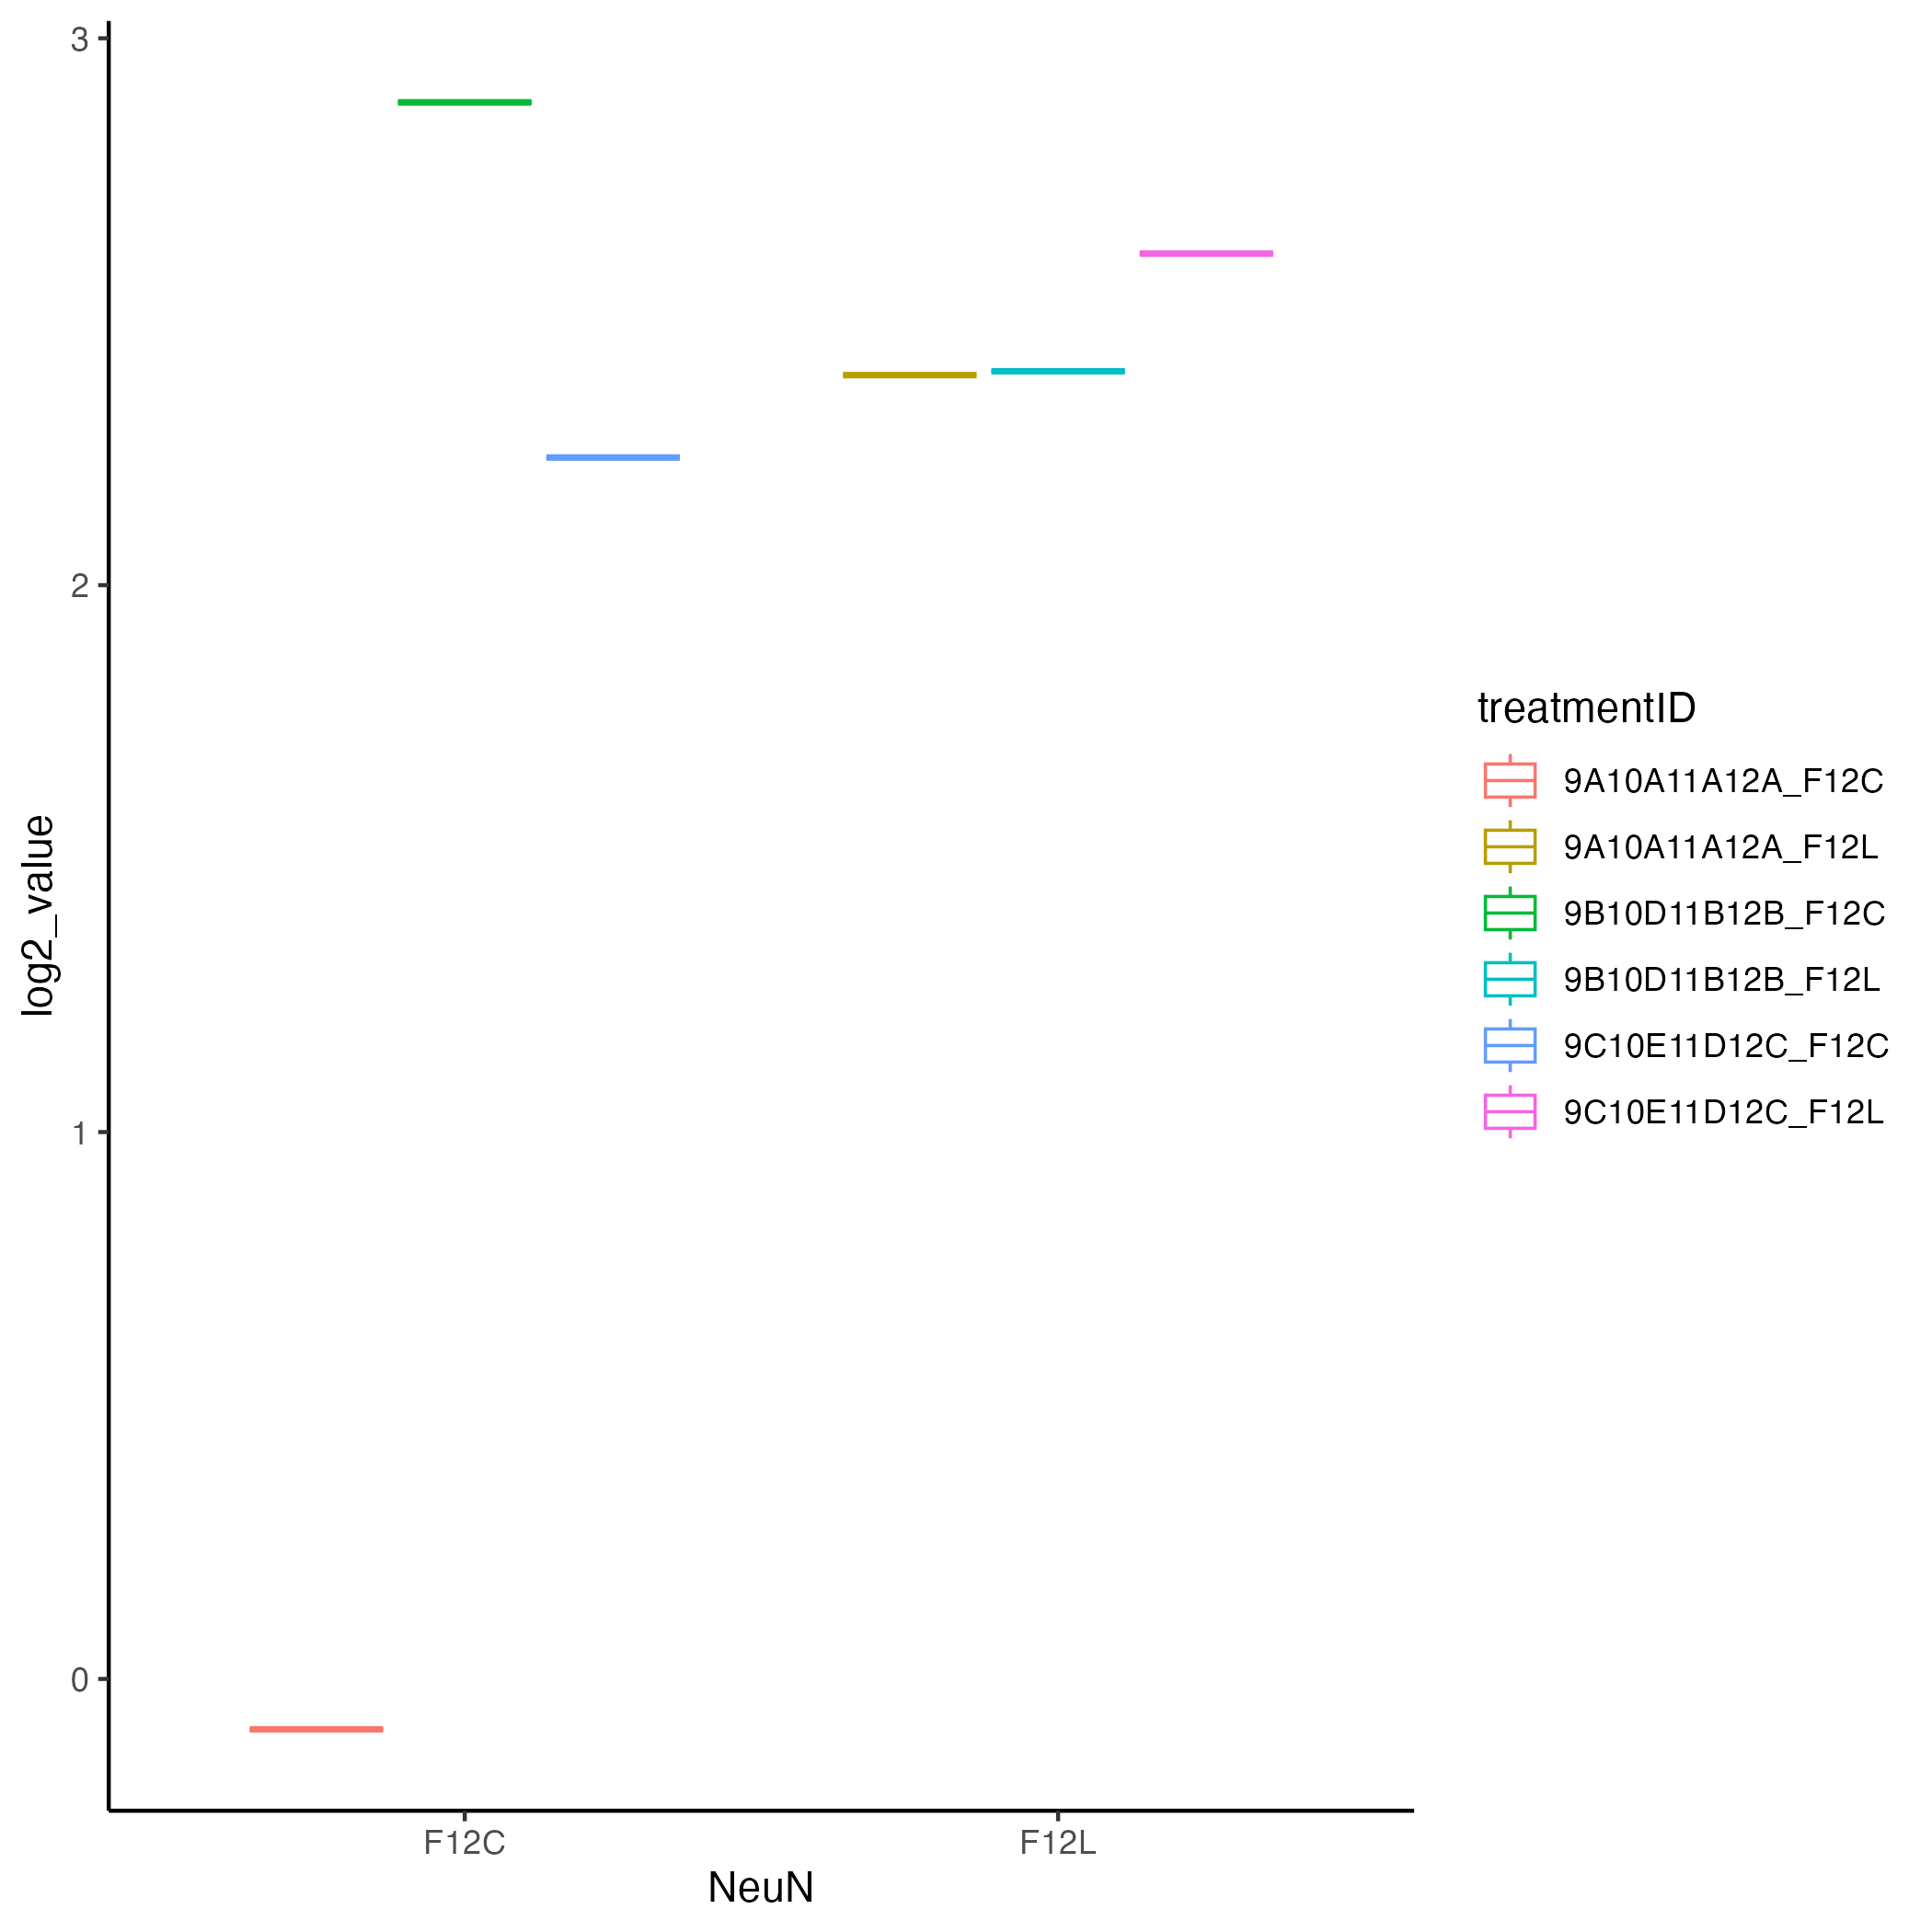 3
2
1
0
log2_value
F12C
F12L
NeuN
treatmentID
9A10A11A12A_F12C
9A10A11A12A_F12L
9B10D11B12B_F12C
9B10D11B12B_F12L
9C10E11D12C_F12C
9C10E11D12C_F12L